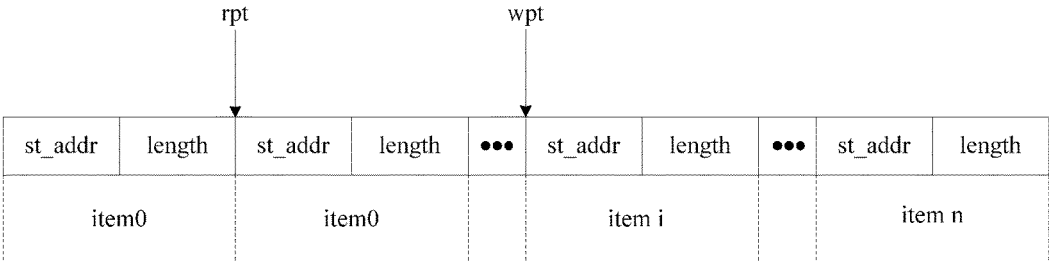 rpt wpt
st_addr length st_addr length ●●● st_addr length ●●● st_addr length
item0 item0 item i item n